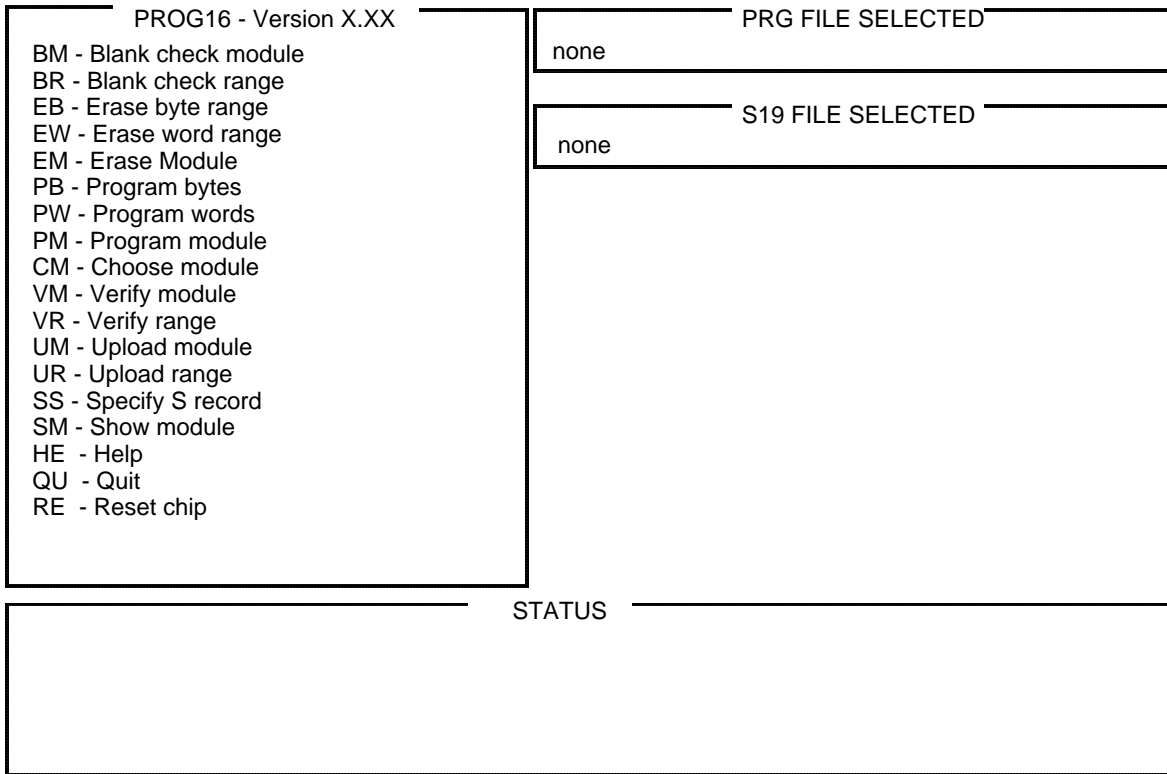 PROG16 - Version X.XX
BM - Blank check module
BR - Blank check range
EB - Erase byte range
EW - Erase word range
EM - Erase Module
PB - Program bytes
PW - Program words
PM - Program module
CM - Choose module
VM - Verify module
VR - Verify range
UM - Upload module
UR - Upload range
SS - Specify S record
SM - Show module
HE - Help
QU - Quit
RE - Reset chip
PRG FILE SELECTED
none
S19 FILE SELECTED
none
STATUS